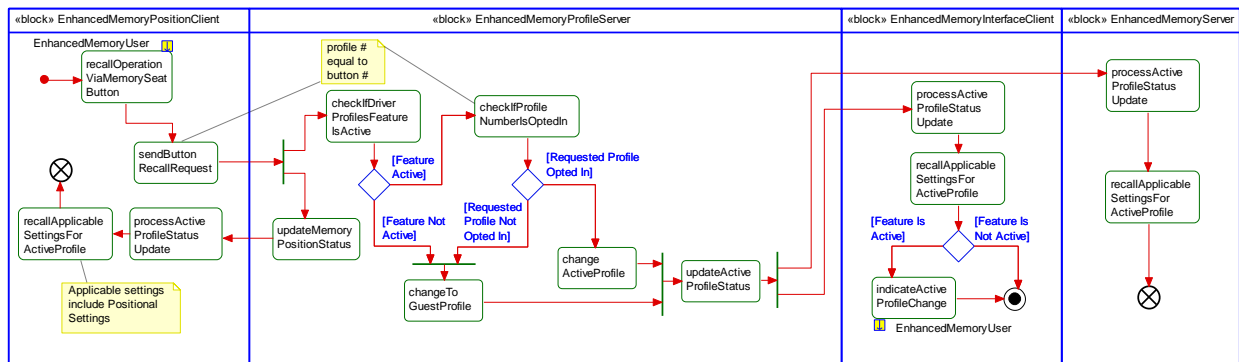 «block» EnhancedMemoryPositionClient
«block» EnhancedMemoryProfileServer
«block» EnhancedMemoryInterfaceClient
«block» EnhancedMemoryServer
EnhancedMemoryUser
recallOperation
ViaMemorySeat
Button
sendButton
RecallRequest
recallApplicable
SettingsFor
ActiveProfile
processActive
ProfileStatus
Update
Applicable settings
include Positional
Settings
profile #
equal to
button #
checkIfDriver
ProfilesFeature
IsActive
checkIfProfile
NumberIsOptedIn
[Feature
Active]
[Requested Profile
Opted In]
[Feature Not
Active]
[Requested
Profile Not
Opted In]
updateMemory
PositionStatus
change
ActiveProfile
changeTo
GuestProfile
updateActive
ProfileStatus
processActive
ProfileStatus
Update
recallApplicable
SettingsFor
ActiveProfile
[Feature Is
Active]
[Feature Is
Not Active]
indicateActive
ProfileChange
EnhancedMemoryUser
processActive
ProfileStatus
Update
recallApplicable
SettingsFor
ActiveProfile